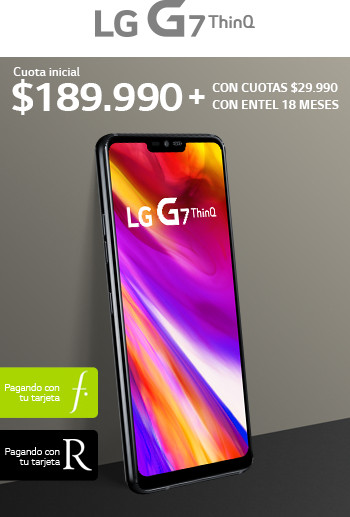 LG G7 ThinQ
Cuota inicial
$189.990 + CON CUOTAS $29.990
CON ENTEL 18 MESES
LG G7 ThinQ
Pagando con
tu tarjeta f.
Pagando con
tu tarjeta R